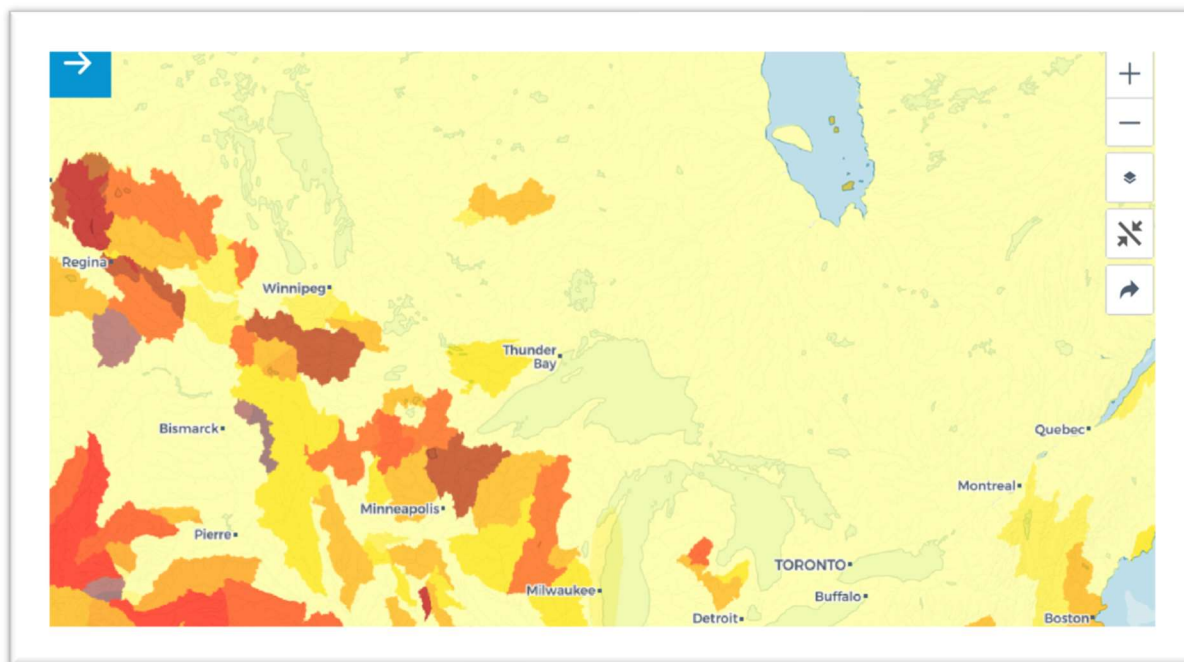 Regina
Winnipeg
Thunder
Bay
Bismarck
Quebec
Montreal
Minneapolis
Pierre
TORONTO
Milwaukee
Buffalo
Detroit
Boston